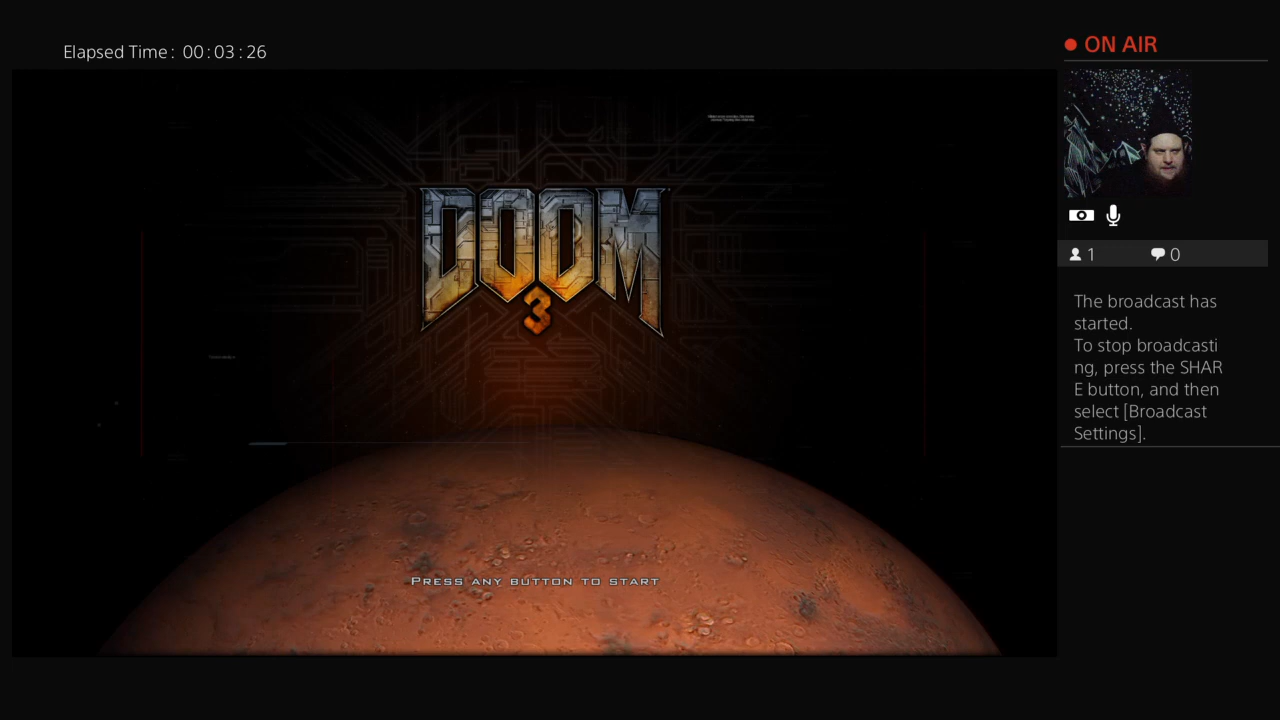 Elapsed Time: 00:03:26
ON AIR
DOOM
3
1
0
The broadcast has
started.
To stop broadcasti
ng, press the SHAR
E button, and then
select [Broadcast
Settings].
PRESS ANY BUTTON TO START